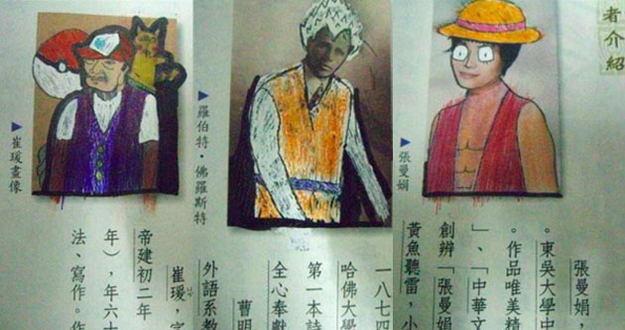 ▶崔瑗畫像
崔瑗，字
帝建初二年
年），年六十
法、寫作。作
▶羅伯特・佛羅斯特
一八七四
哈佛大學
第一本詩
全心奉獻
曹明
外語系教
者介紹
▶張曼娟
張曼娟，
。東吳大學中
。作品唯美精
」、「中華文
創辦「張曼娟
黃魚聽雷，小